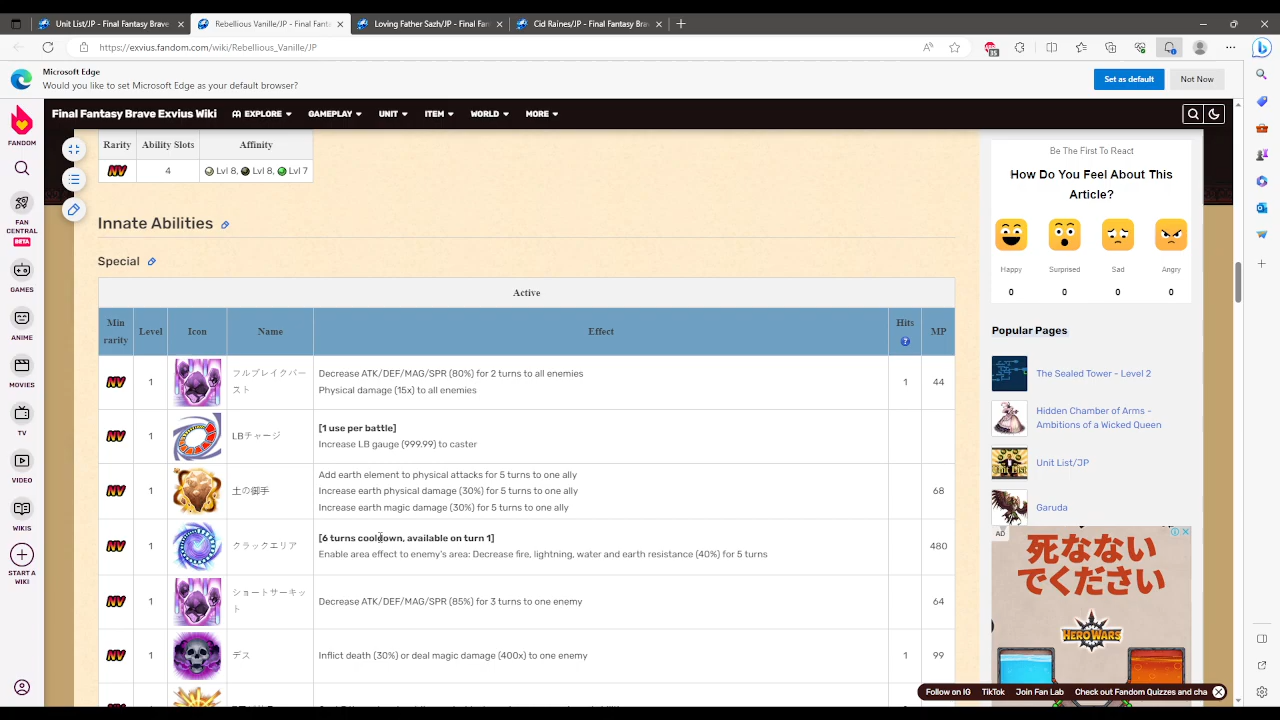 Unit List/JP - Final Fantasy Brave
Rebellious Vanille/JP - Final Fant
Loving Father Sazh/JP - Final Fant
Cid Raines/JP - Final Fantasy Brav
https://exvius.fandom.com/wiki/Rebellious_Vanille/JP
Microsoft Edge
Would you like to set Microsoft Edge as your default browser?
Set as default
Not Now
Final Fantasy Brave Exvius Wiki
EXPLORE
GAMEPLAY
UNIT
ITEM
WORLD
MORE
FANDOM
FAN CENTRAL
BETA
GAMES
ANIME
MOVIES
TV
VIDEO
WIKIS
START A WIKI
Rarity Ability Slots Affinity
NV 4 Lvl 8, Lvl 8, Lvl 7
Innate Abilities
Special
Active
Min rarity Level Icon Name Effect Hits ? MP
NV 1 フルブレイクバースト
Decrease ATK/DEF/MAG/SPR (80%) for 2 turns to all enemies
Physical damage (15x) to all enemies
1 44
NV 1 LBチャージ
[1 use per battle]
Increase LB gauge (999.99) to caster
NV 1 土の御手
Add earth element to physical attacks for 5 turns to one ally
Increase earth physical damage (30%) for 5 turns to one ally
Increase earth magic damage (30%) for 5 turns to one ally
68
NV 1 クラックエリア
[6 turns cooldown, available on turn 1]
Enable area effect to enemy's area: Decrease fire, lightning, water and earth resistance (40%) for 5 turns
480
NV 1 ショートサーキット
Decrease ATK/DEF/MAG/SPR (85%) for 3 turns to one enemy
64
NV 1 デス
Inflict death (30%) or deal magic damage (400x) to one enemy
1 99
Be The First To React
How Do You Feel About This
Article?
Happy Surprised Sad Angry
0 0 0 0
Popular Pages
The Sealed Tower - Level 2
Hidden Chamber of Arms -
Ambitions of a Wicked Queen
Unit List/JP
Garuda
AD
死なない
でください
HERO WARS
Follow on IG TikTok Join Fan Lab Check out Fandom Quizzes and cha